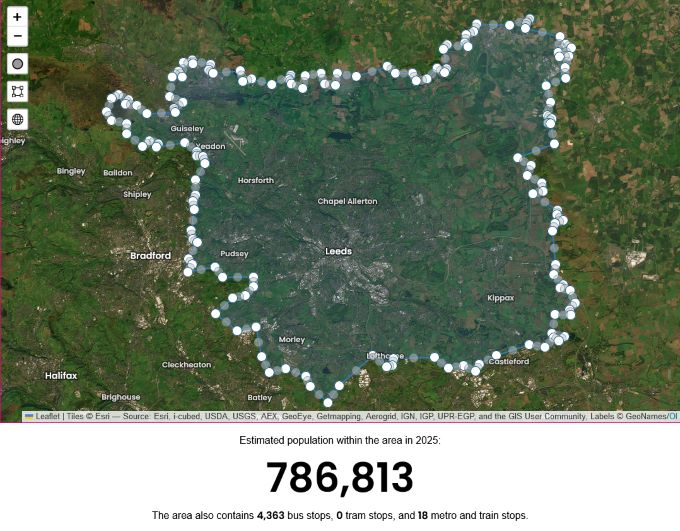 +
−
Guiseley
Yeadon
Bingley
Baildon
Horsforth
Shipley
Chapel Allerton
Bradford
Pudsey
Leeds
Kippax
Morley
Castleford
Cleckheaton
Halifax
Brighouse
Batley
Leaflet | Tiles © Esri — Source: Esri, i-cubed, USDA, USGS, AEX, GeoEye, Getmapping, Aerogrid, IGN, IGP, UPR-EGP, and the GIS User Community, Labels © GeoNames/OI
Estimated population within the area in 2025:
786,813
The area also contains 4,363 bus stops, 0 tram stops, and 18 metro and train stops.